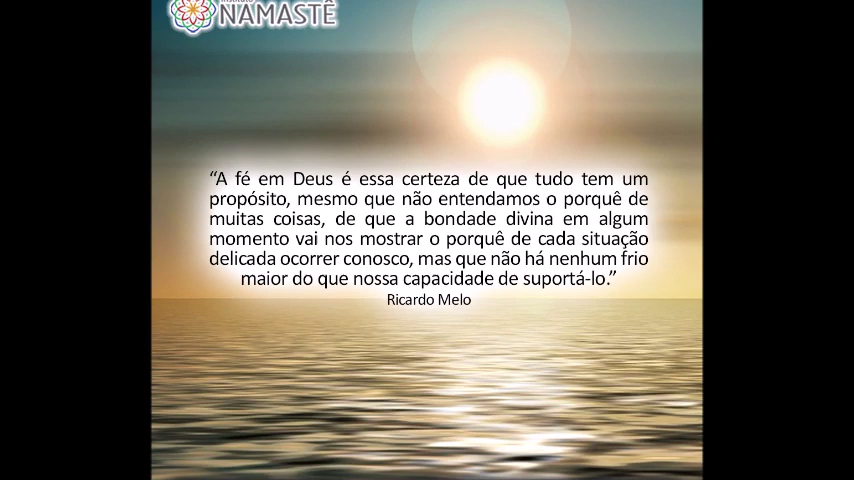 Instituto
NAMASTÊ
“A fé em Deus é essa certeza de que tudo tem um
propósito, mesmo que não entendamos o porquê de
muitas coisas, de que a bondade divina em algum
momento vai nos mostrar o porquê de cada situação
delicada ocorrer conosco, mas que não há nenhum frio
maior do que nossa capacidade de suportá-lo.”
Ricardo Melo